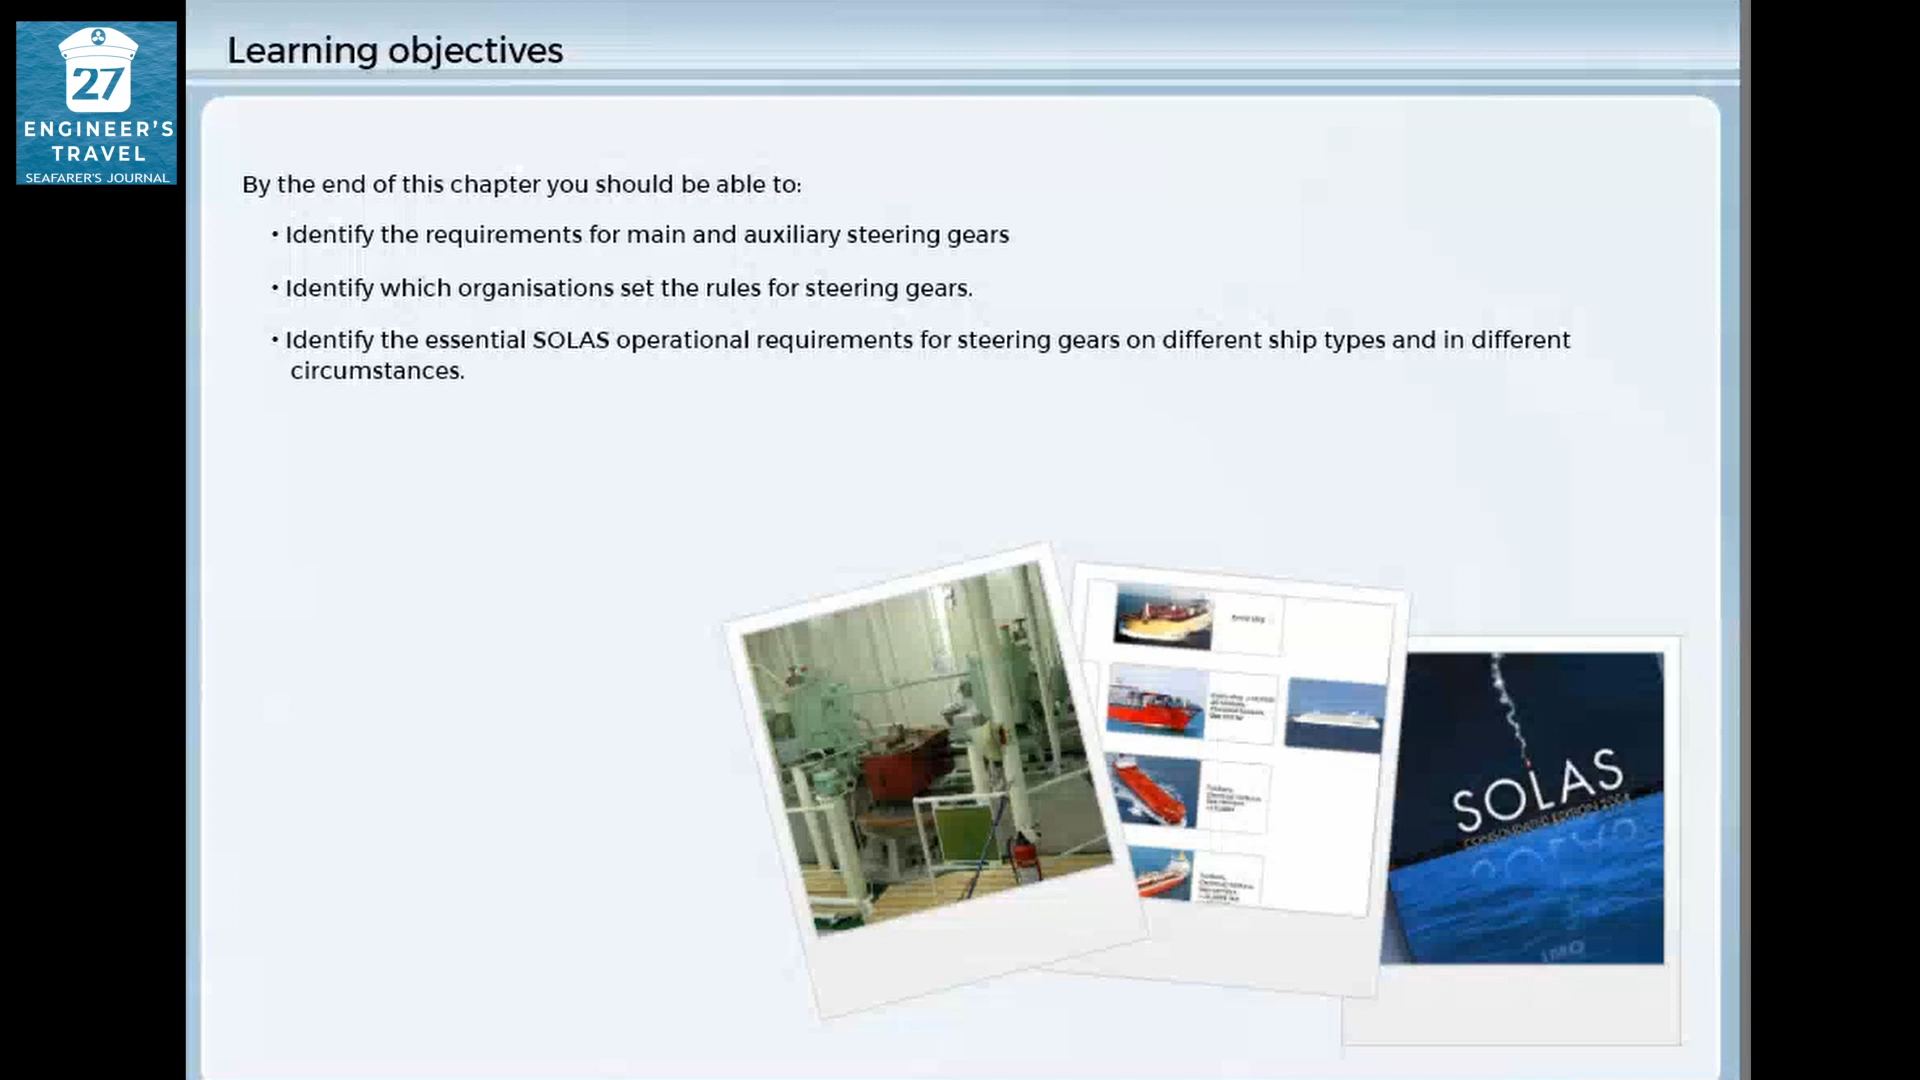 27
ENGINEER'S
TRAVEL
SEAFARER'S JOURNAL
Learning objectives
By the end of this chapter you should be able to:
• Identify the requirements for main and auxiliary steering gears
• Identify which organisations set the rules for steering gears.
• Identify the essential SOLAS operational requirements for steering gears on different ship types and in different
circumstances.
SOLAS